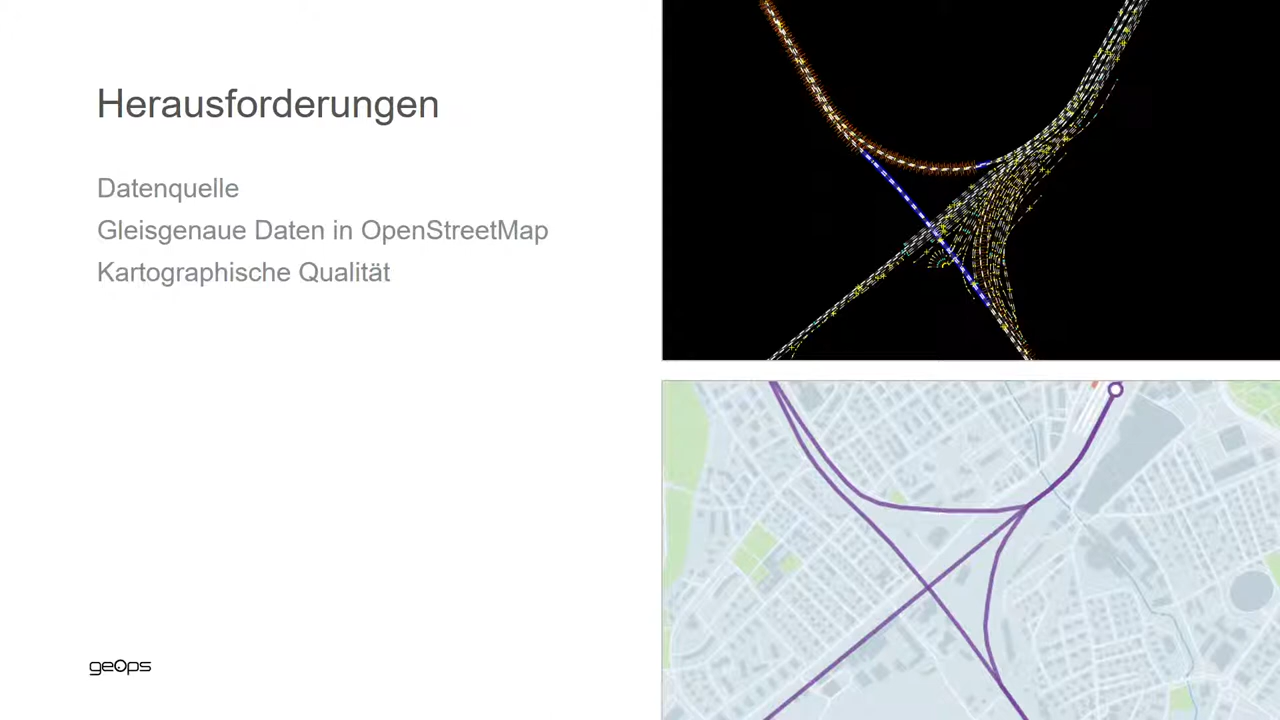 Herausforderungen
Datenquelle
Gleisgenaue Daten in OpenStreetMap
Kartographische Qualität
geOps